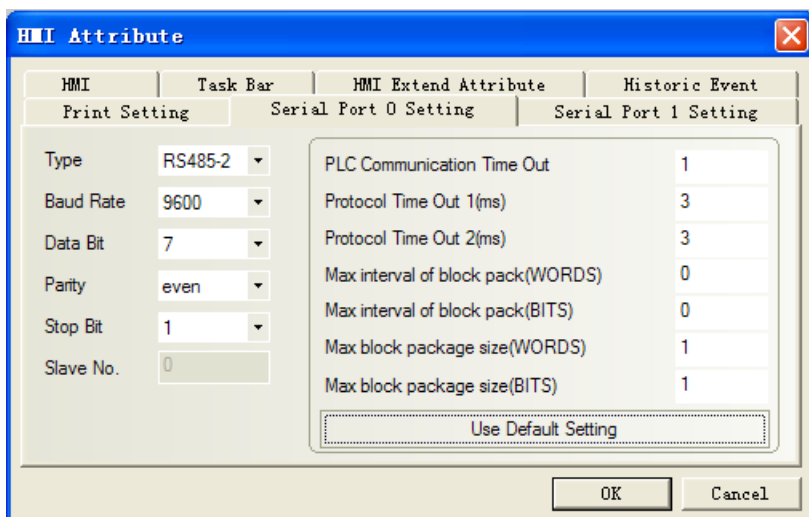 HMI Attribute
HMI Task Bar HMI Extend Attribute Historic Event
Print Setting Serial Port 0 Setting Serial Port 1 Setting
Type RS485-2
Baud Rate 9600
Data Bit 7
Parity even
Stop Bit 1
Slave No. 0
PLC Communication Time Out 1
Protocol Time Out 1(ms) 3
Protocol Time Out 2(ms) 3
Max interval of block pack(WORDS) 0
Max interval of block pack(BITS) 0
Max block package size(WORDS) 1
Max block package size(BITS) 1
Use Default Setting
OK Cancel